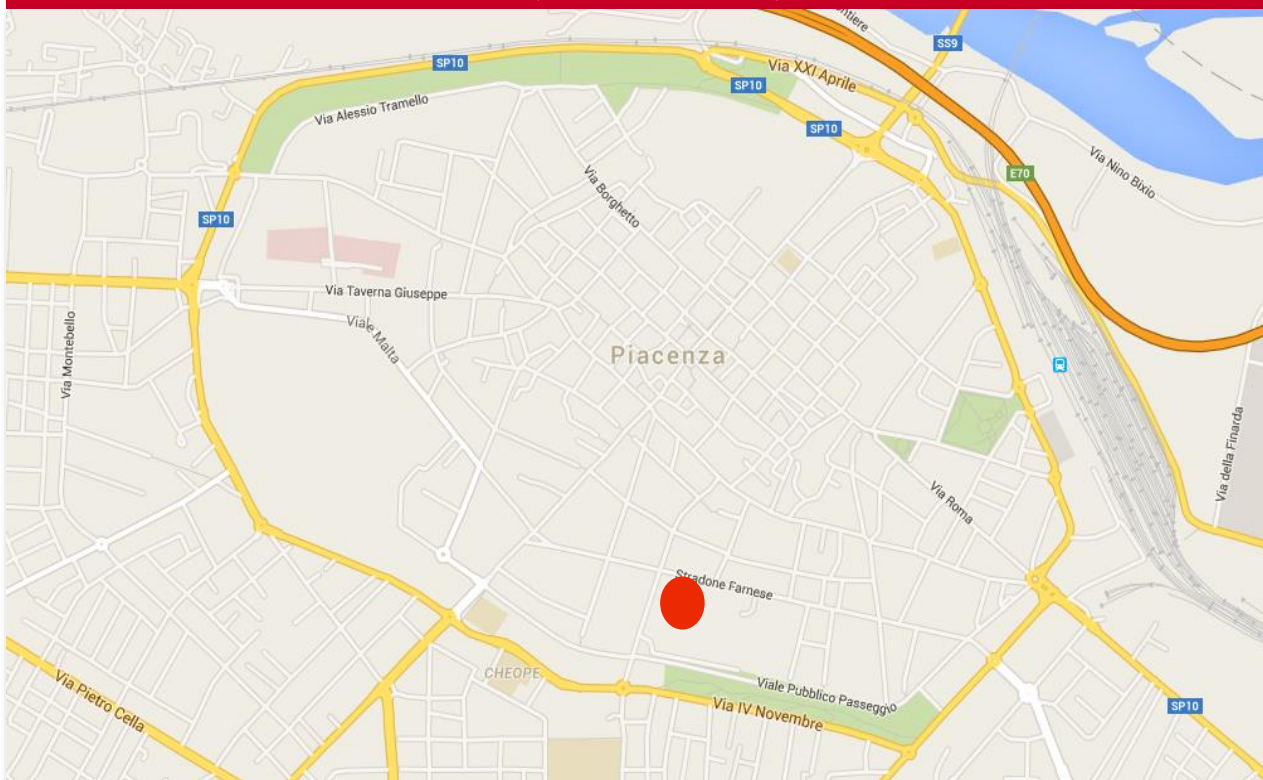 SS9
SP10
Via XXI Aprile
SP10
Via Alessio Tramello
SP10
Via Nino Bixio
E70
Via Borghetto
SP10
Via Taverna Giuseppe
Viale Malta
Via Montebello
Piacenza
Via della Finarda
Via Roma
Stradone Farnese
CHEOPE
Viale Pubblico Passeggio
Via Pietro Cella
Via IV Novembre
SP10